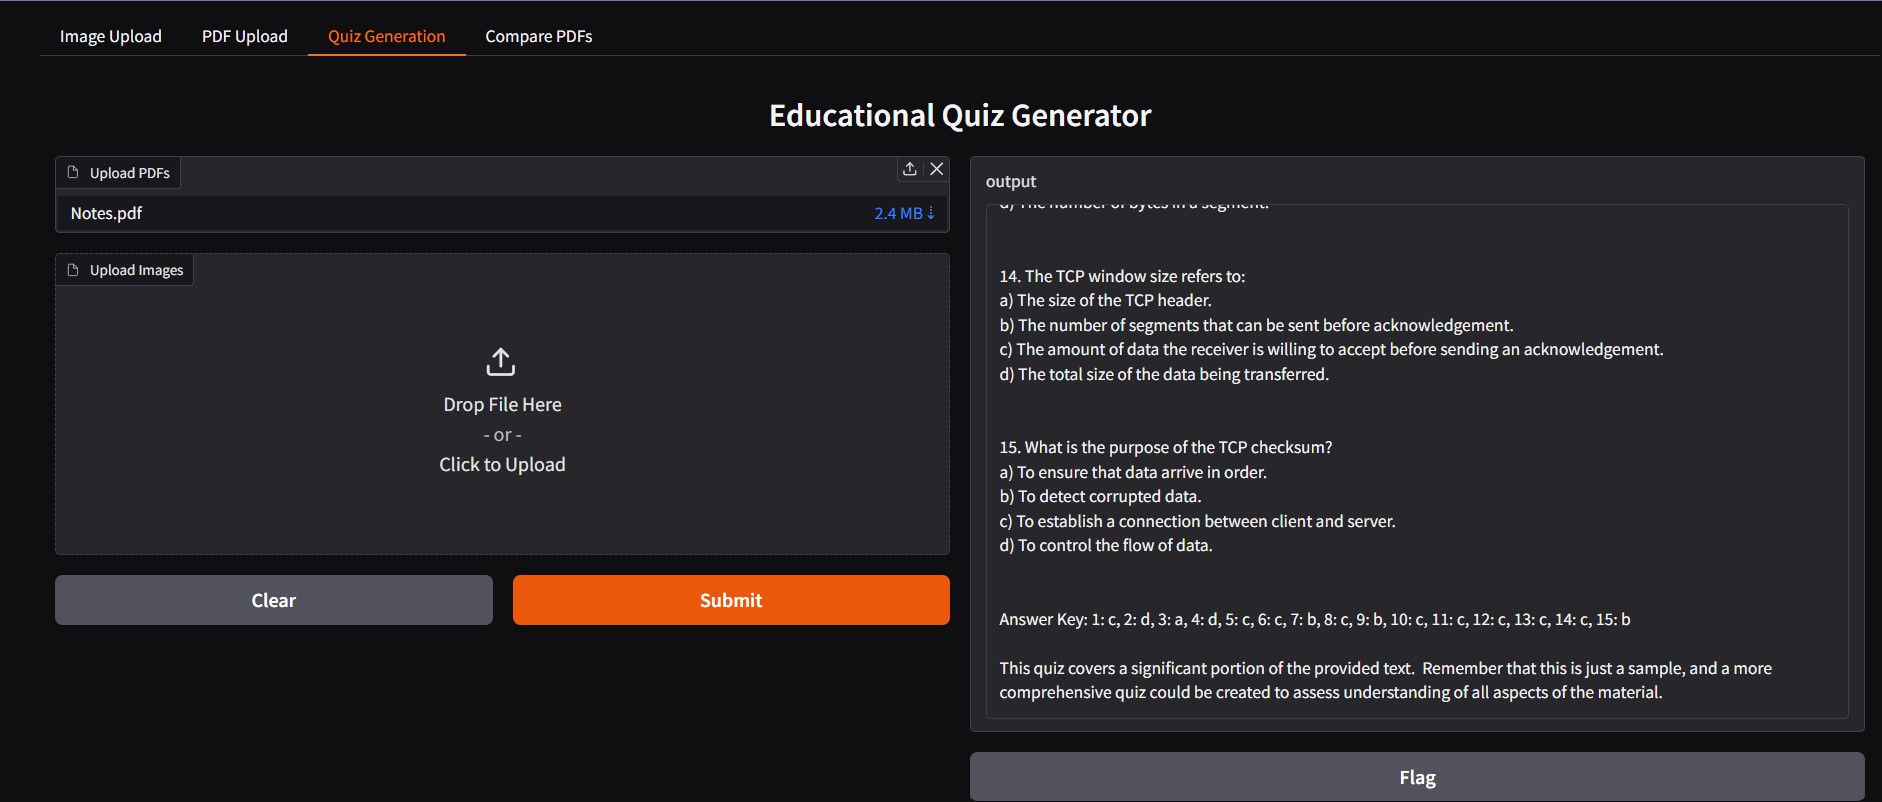 Image Upload
PDF Upload
Quiz Generation
Compare PDFs
Educational Quiz Generator
Upload PDFs
Notes.pdf
2.4 MB⇣
Upload Images
Drop File Here
- or -
Click to Upload
Clear
Submit
output
d) The number of bytes in a segment.
14. The TCP window size refers to:
a) The size of the TCP header.
b) The number of segments that can be sent before acknowledgement.
c) The amount of data the receiver is willing to accept before sending an acknowledgement.
d) The total size of the data being transferred.
15. What is the purpose of the TCP checksum?
a) To ensure that data arrive in order.
b) To detect corrupted data.
c) To establish a connection between client and server.
d) To control the flow of data.
Answer Key: 1: c, 2: d, 3: a, 4: d, 5: c, 6: c, 7: b, 8: c, 9: b, 10: c, 11: c, 12: c, 13: c, 14: c, 15: b
This quiz covers a significant portion of the provided text.  Remember that this is just a sample, and a more
comprehensive quiz could be created to assess understanding of all aspects of the material.
Flag